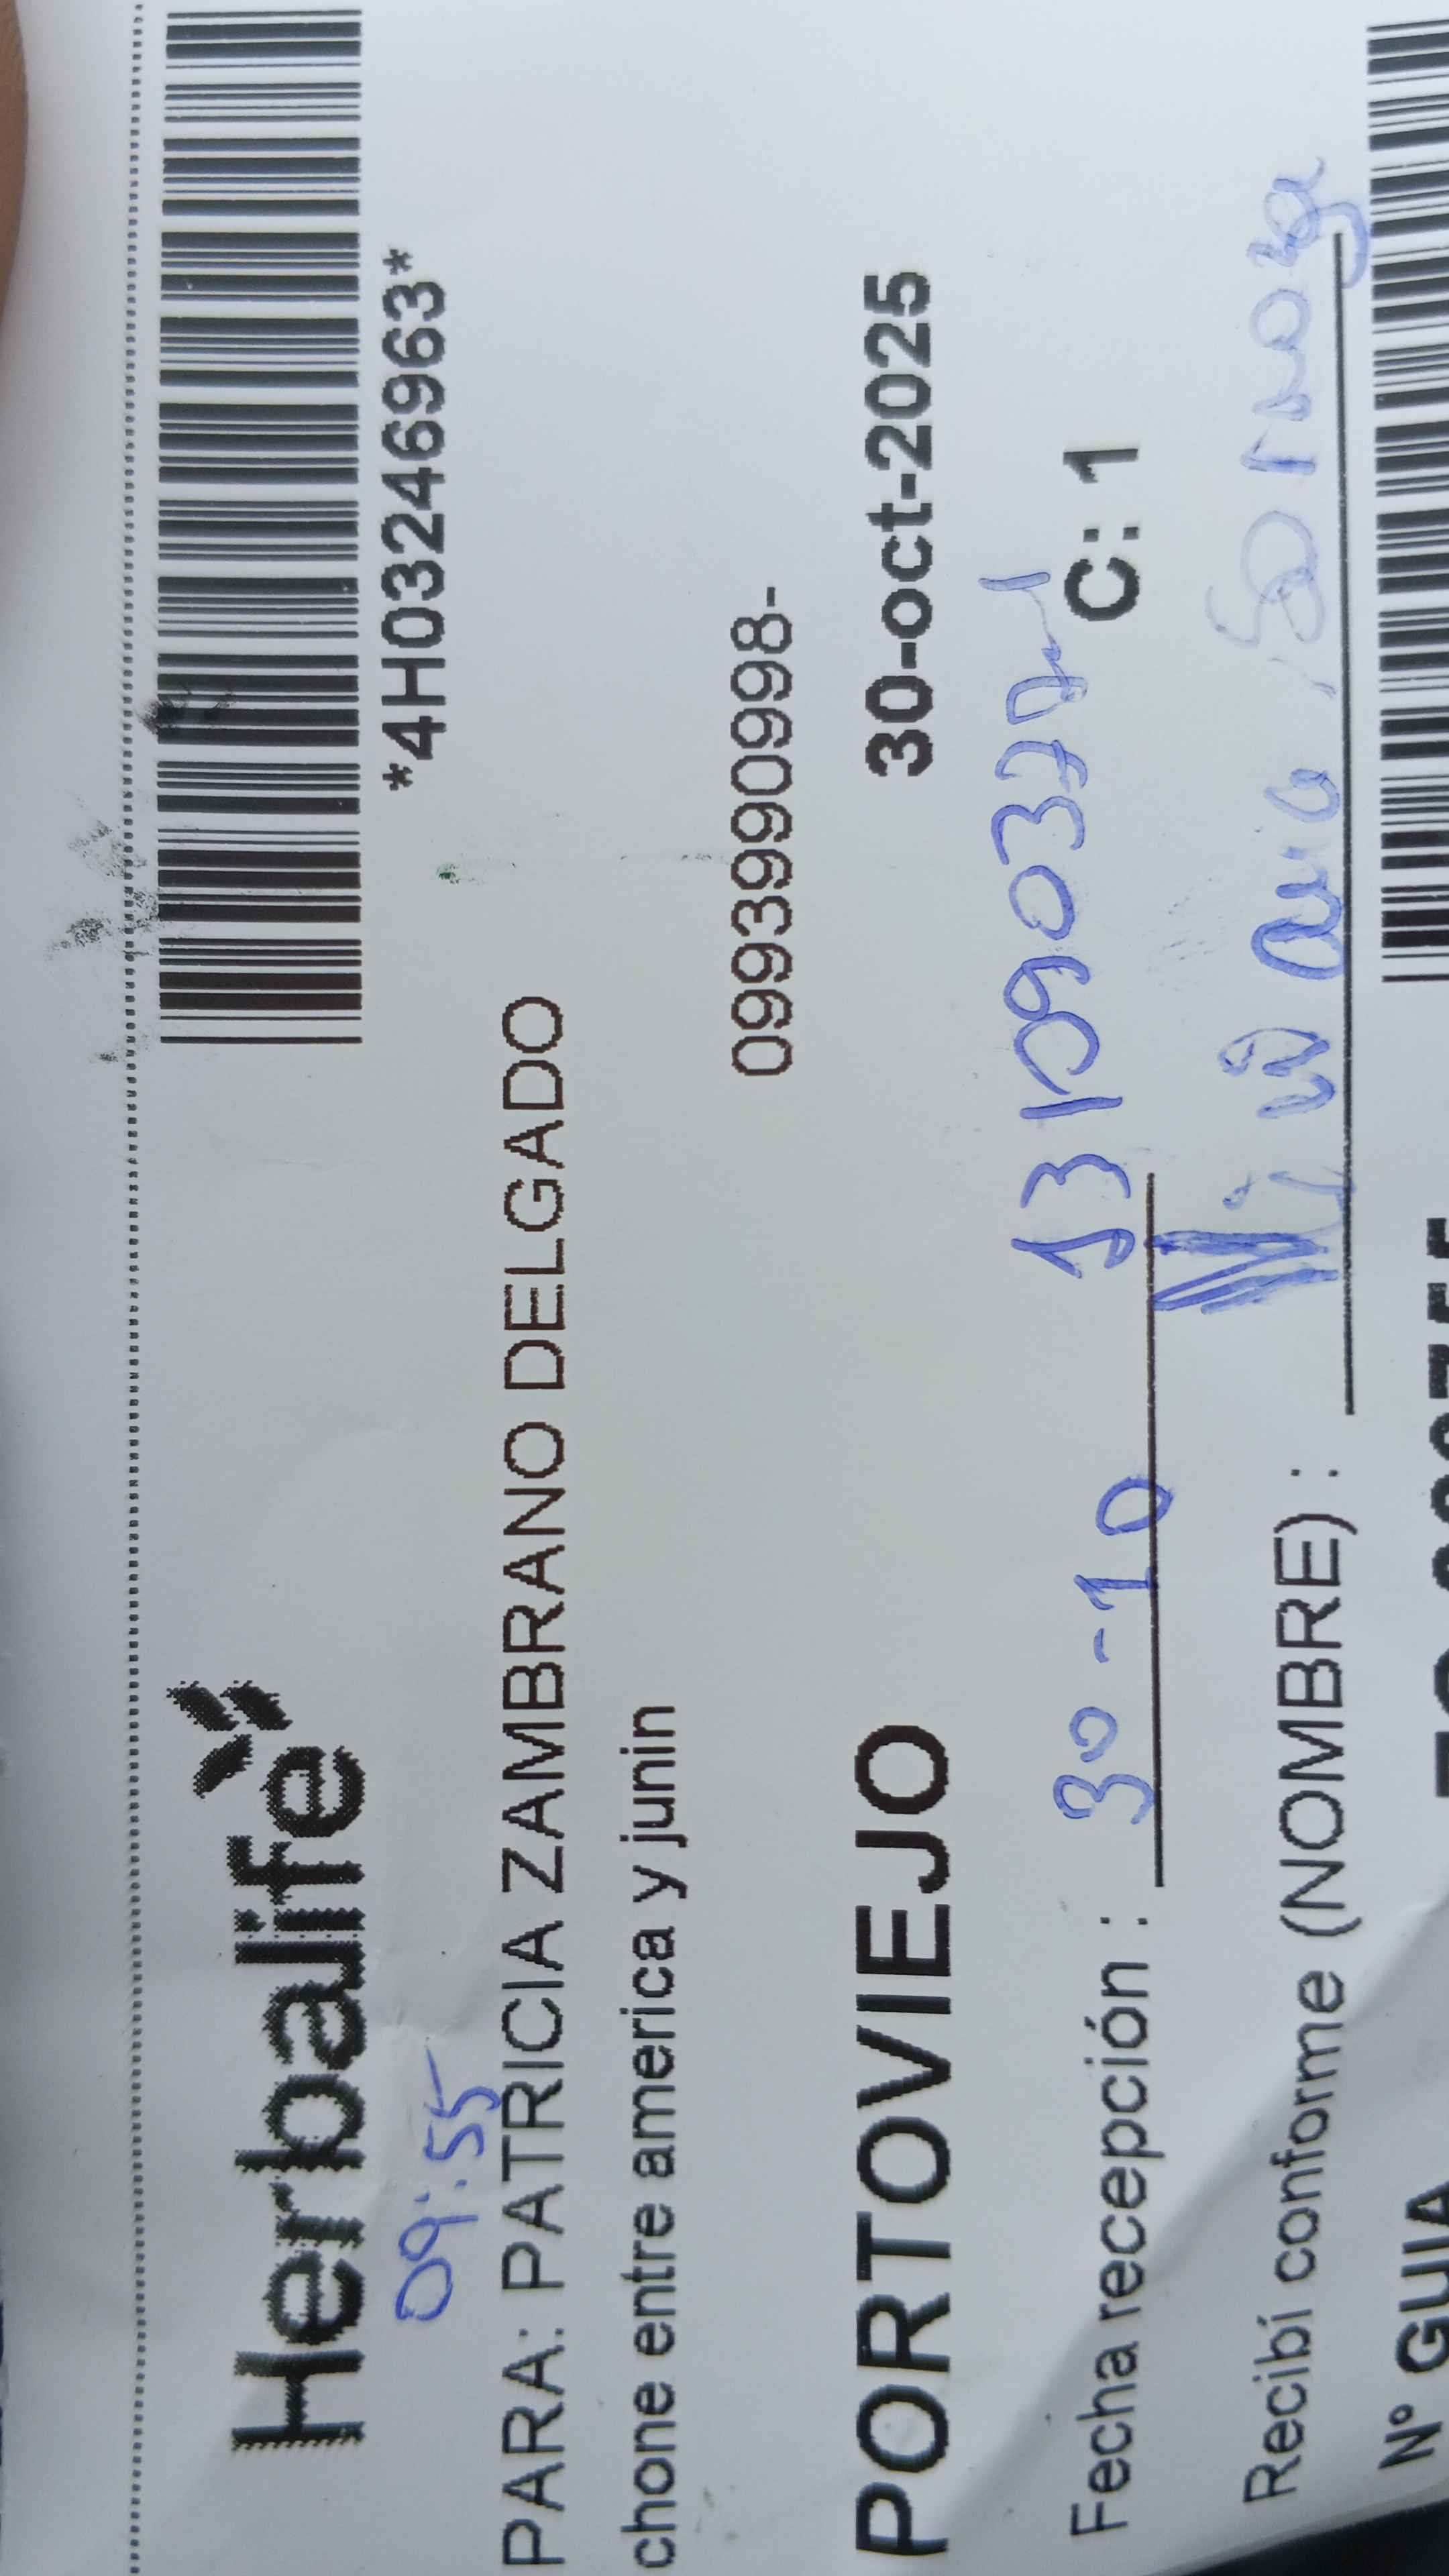 Herbalife
*4H03246963*
09:55
PARA: PATRICIA ZAMBRANO DELGADO
chone entre america y junin
0993990998-
PORTOVIEJO 30-oct-2025
Fecha recepción : 30-10
C: 1
Recibí conforme (NOMBRE) :
N° GUIA